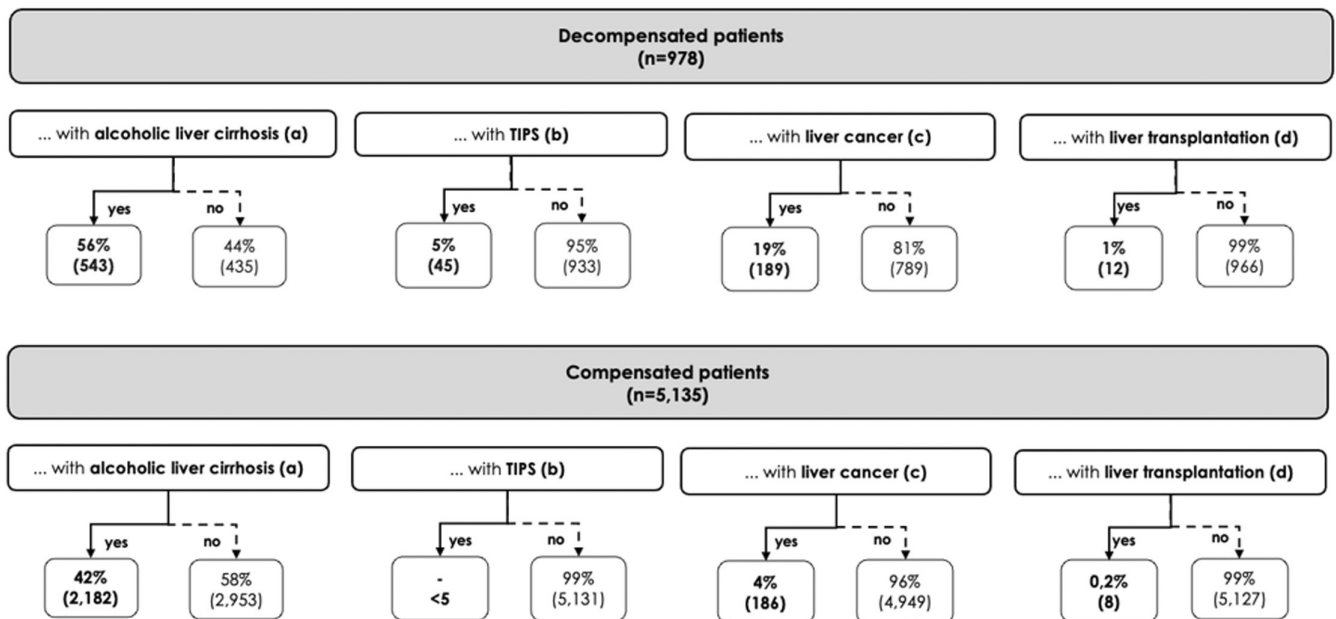 Decompensated patients
(n=978)
... with alcoholic liver cirrhosis (a)
... with TIPS (b)
... with liver cancer (c)
... with liver transplantation (d)
yes
no
yes
no
yes
no
yes
no
56%
(543)
44%
(435)
5%
(45)
95%
(933)
19%
(189)
81%
(789)
1%
(12)
99%
(966)
Compensated patients
(n=5,135)
... with alcoholic liver cirrhosis (a)
... with TIPS (b)
... with liver cancer (c)
... with liver transplantation (d)
yes
no
yes
no
yes
no
yes
no
42%
(2,182)
58%
(2,953)
-
<5
99%
(5,131)
4%
(186)
96%
(4,949)
0,2%
(8)
99%
(5,127)